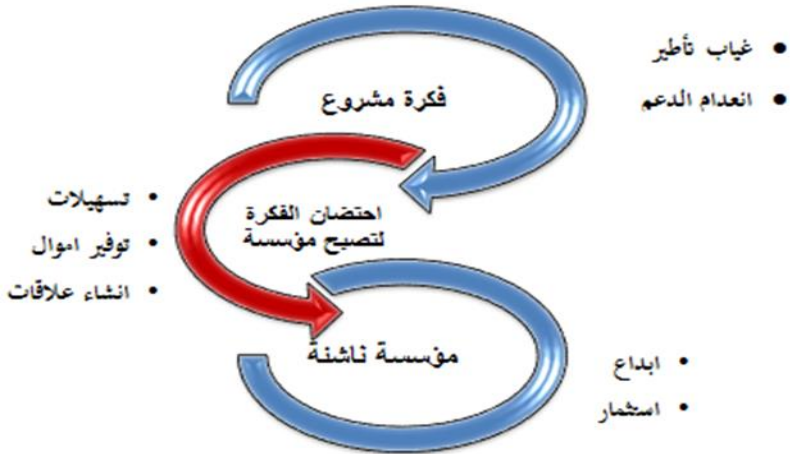 • غياب تأطير
• انعدام الدعم
فكرة مشروع
احتضان الفكرة
لتصبح مؤسسة
• تسهيلات
• توفير اموال
• انشاء علاقات
مؤسسة ناشئة
• ابداع
• استثمار